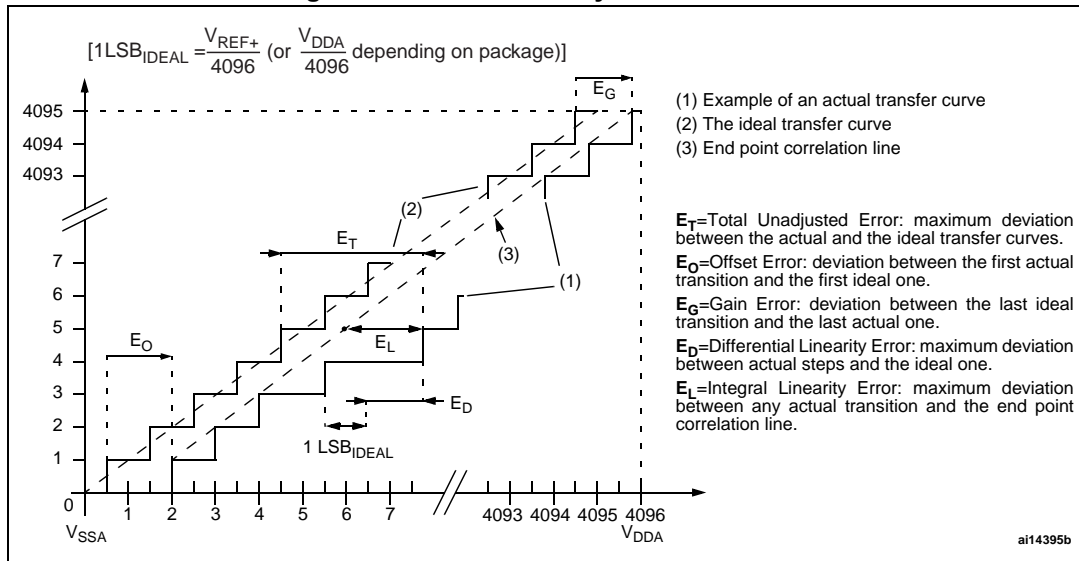 [1LSB_IDEAL = V_REF+/4096 (or V_DDA/4096 depending on package)]
E_G
(1) Example of an actual transfer curve
(2) The ideal transfer curve
(3) End point correlation line
4095
4094
4093
(2)
E_T
(3)
(1)
7
6
5
4
3
2
1
0
E_O
E_L
E_D
1 LSB_IDEAL
E_T=Total Unadjusted Error: maximum deviation
between the actual and the ideal transfer curves.
E_O=Offset Error: deviation between the first actual
transition and the first ideal one.
E_G=Gain Error: deviation between the last ideal
transition and the last actual one.
E_D=Differential Linearity Error: maximum deviation
between actual steps and the ideal one.
E_L=Integral Linearity Error: maximum deviation
between any actual transition and the end point
correlation line.
1 2 3 4 5 6 7 4093 4094 4095 4096
V_SSA V_DDA
ai14395b